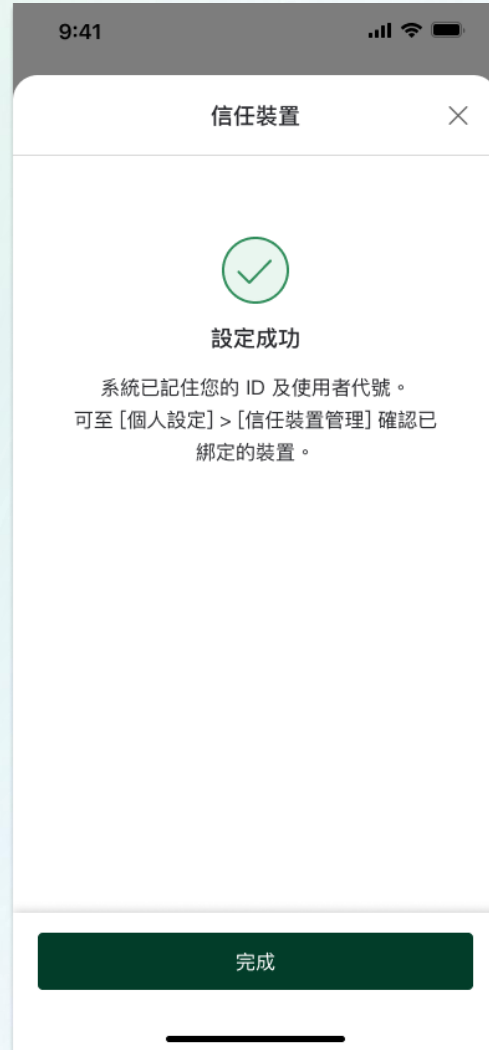 9:41
信任裝置
設定成功
系統已記住您的 ID 及使用者代號。
可至 [個人設定] > [信任裝置管理] 確認已
綁定的裝置。
完成